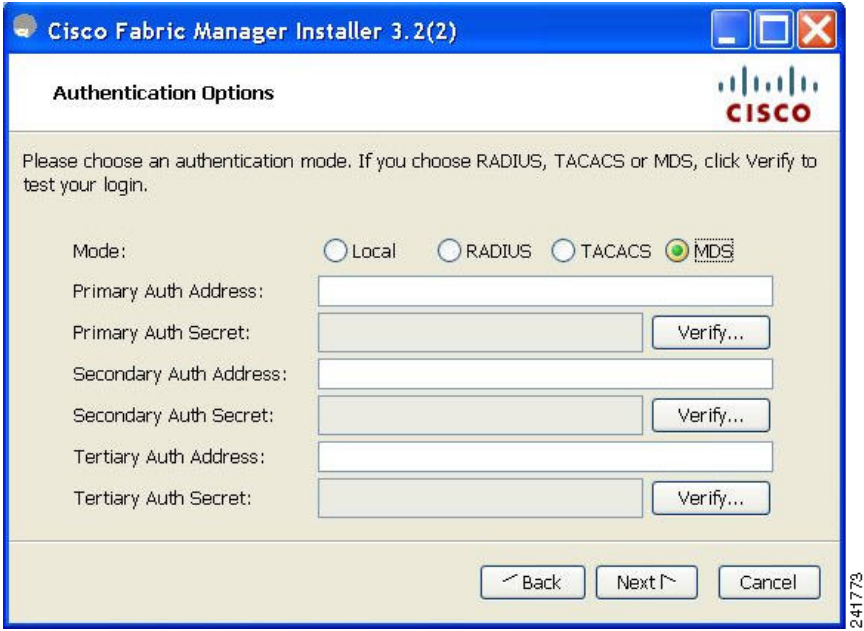 Cisco Fabric Manager Installer 3.2(2)
Authentication Options
CISCO
Please choose an authentication mode. If you choose RADIUS, TACACS or MDS, click Verify to
test your login.
Mode: Local RADIUS TACACS MDS
Primary Auth Address:
Primary Auth Secret: Verify...
Secondary Auth Address:
Secondary Auth Secret: Verify...
Tertiary Auth Address:
Tertiary Auth Secret: Verify...
Back Next Cancel
241773